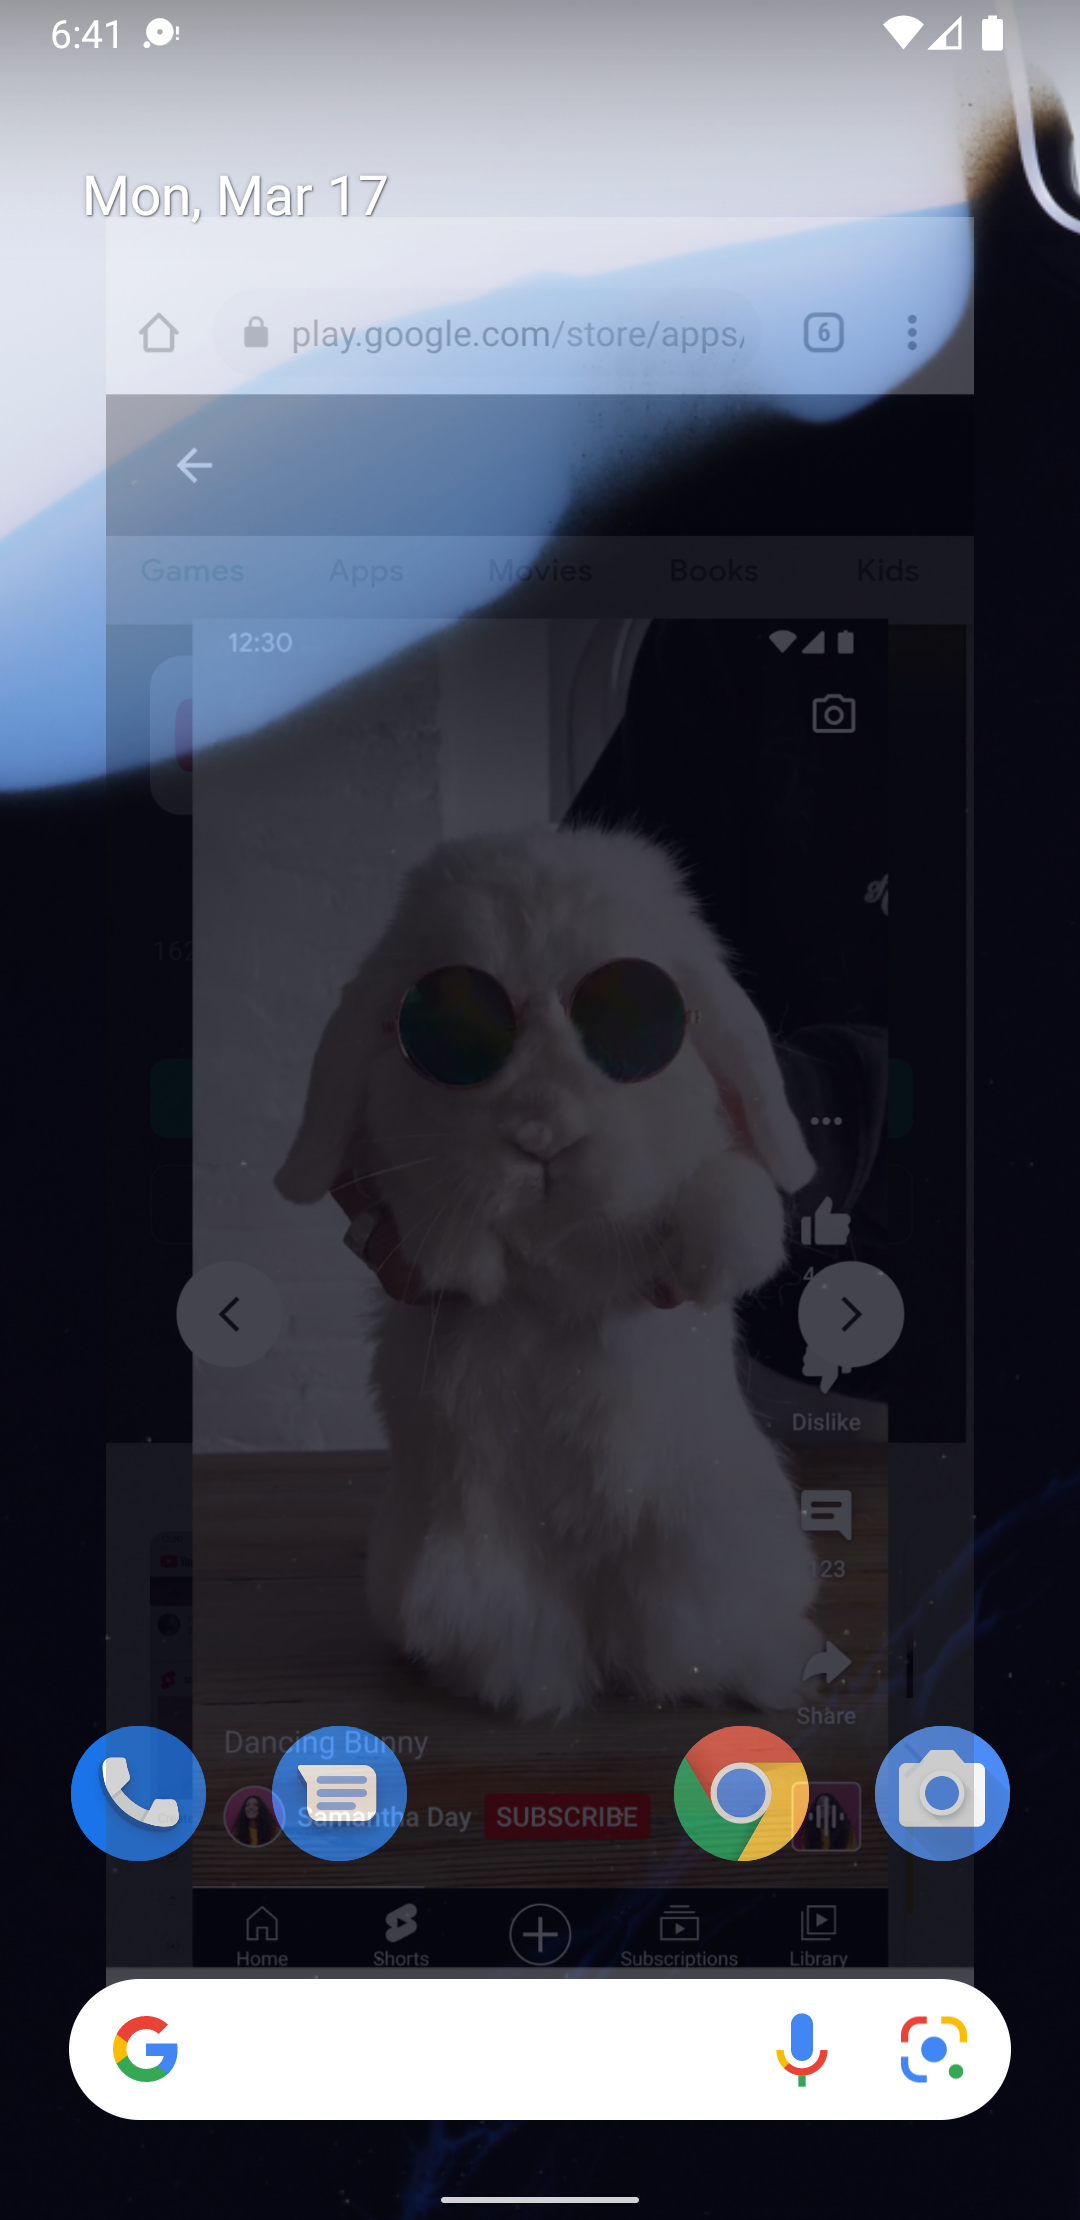 6:41
Mon, Mar 17
play.google.com/store/apps/
6
Games Apps Movies Books Kids
12:30
162
Dislike
123
Share
Dancing Bunny
Samantha Day SUBSCRIBE
Home Shorts Subscriptions Library